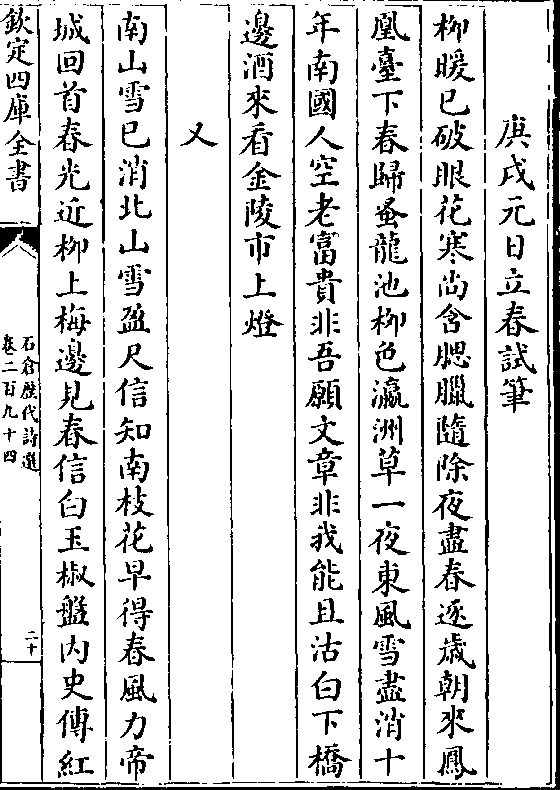 庚戌元日立春試筆
柳暖已破眼花寒尚含腮臘隨除夜盡春逐歳朝來鳳
凰臺下春歸蚤龍池柳色瀛洲草一夜東風雪盡消十
年南國人空老富貴非吾願文章非我能且沽白下橋
邊酒來看金陵市上燈
又
南山雪已消北山雪盈尺信知南枝花早得春風力帝
城回首春光近柳上梅邊見春信白玉椒盤内史傳紅
欽定四庫全書
石倉歴代詩選
卷二百九十四
二十